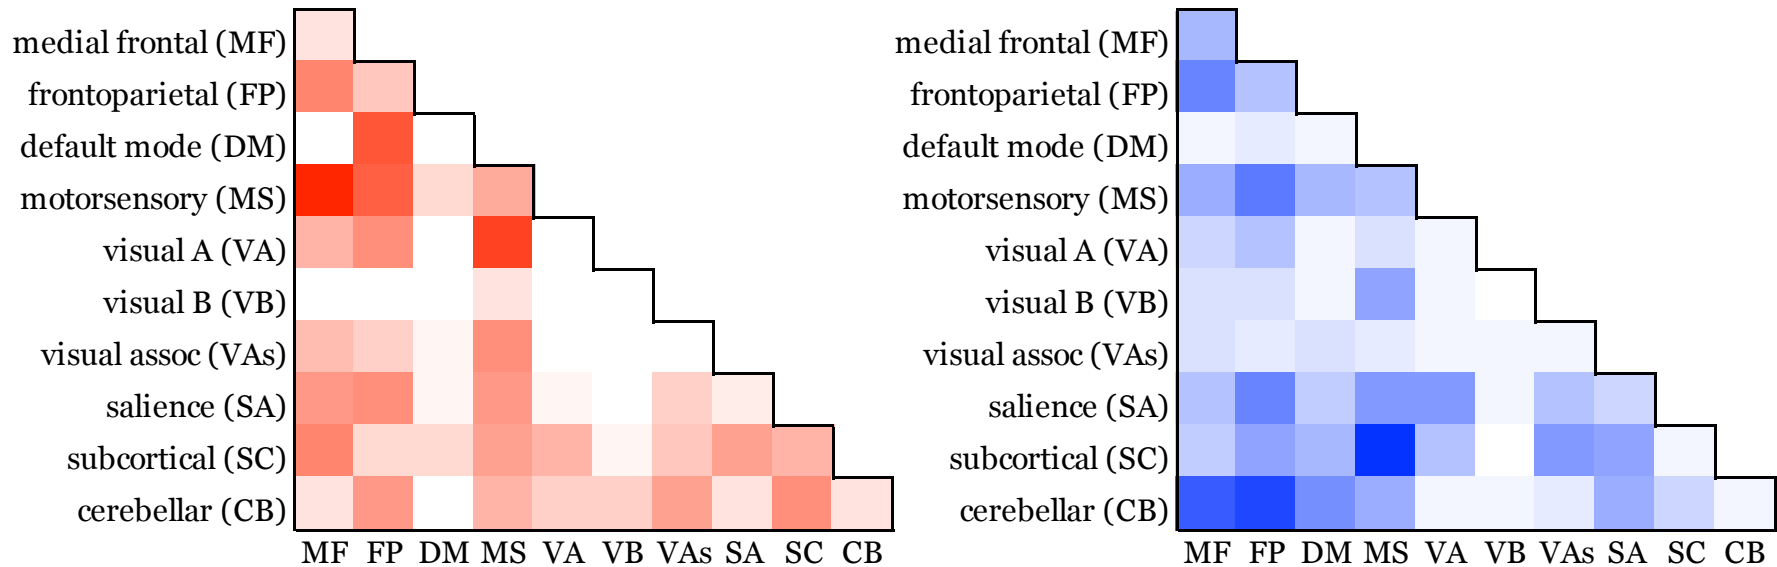 medial frontal (MF)
frontoparietal (FP)
default mode (DM)
motorsensory (MS)
visual A (VA)
visual B (VB)
visual assoc (VAs)
salience (SA)
subcortical (SC)
cerebellar (CB)
MF FP DM MS VA VB VAs SA SC CB
medial frontal (MF)
frontoparietal (FP)
default mode (DM)
motorsensory (MS)
visual A (VA)
visual B (VB)
visual assoc (VAs)
salience (SA)
subcortical (SC)
cerebellar (CB)
MF FP DM MS VA VB VAs SA SC CB